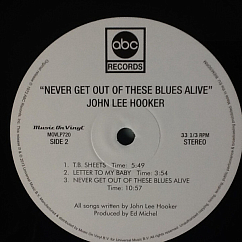 abc
RECORDS
"NEVER GET OUT OF THESE BLUES ALIVE"
JOHN LEE HOOKER
Music On Vinyl
MOVLP720
SIDE 2
33 1/3 RPM
STEREO
1. T.B. SHEETS Time: 5:49
2. LETTER TO MY BABY Time: 3:54
3. NEVER GET OUT OF THESE BLUES ALIVE
Time: 10:57
All songs written by John Lee Hooker
Produced by Ed Michel